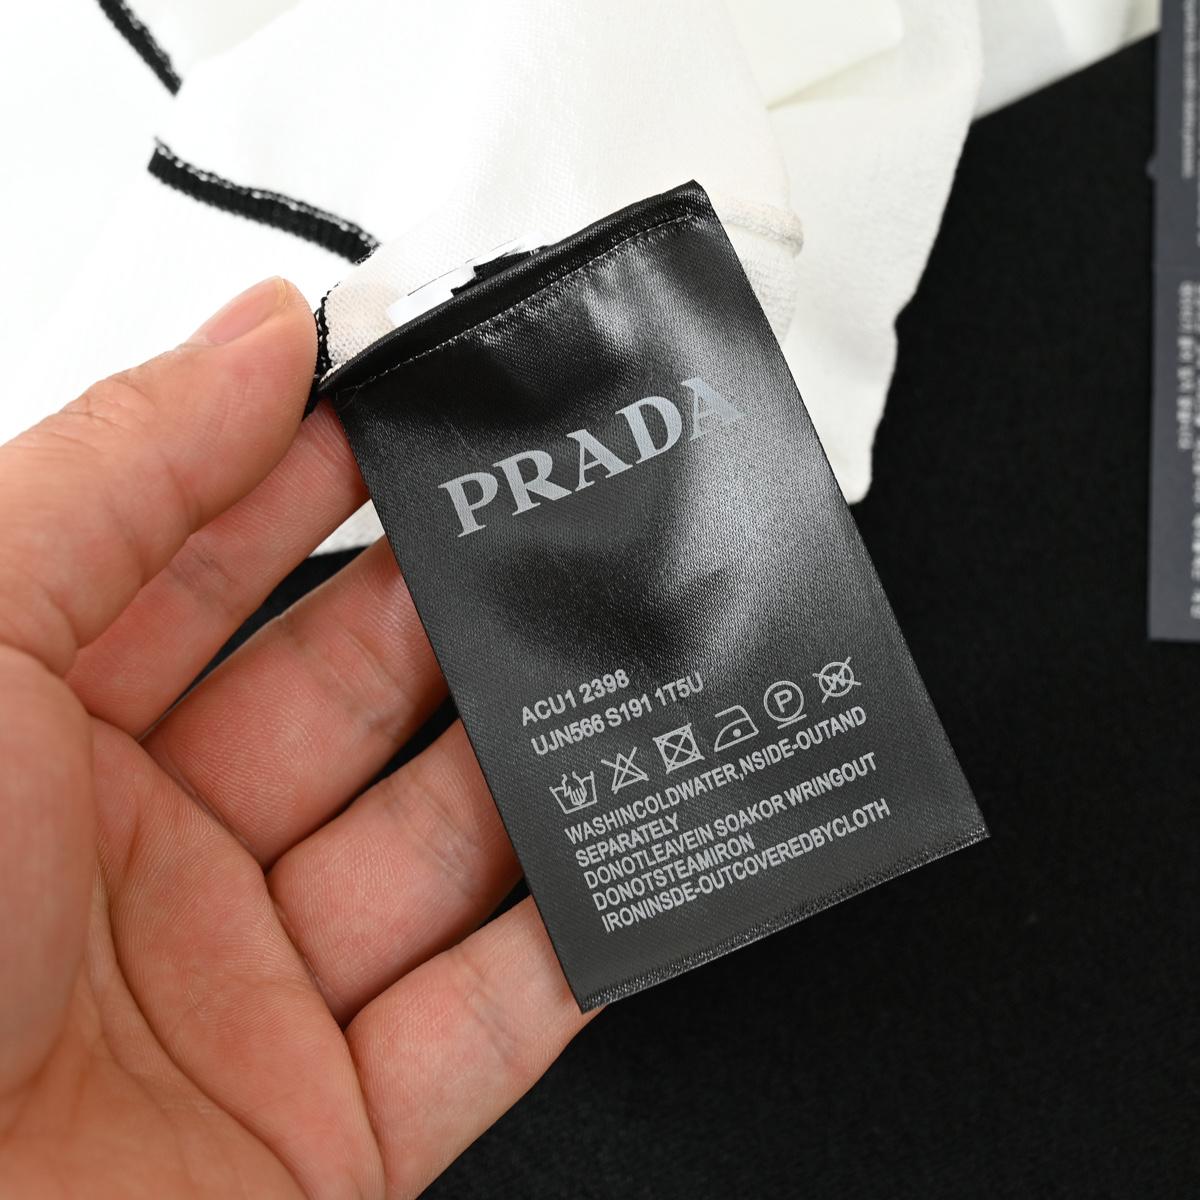 PRADA
ACU1 2398
UJN566 S191 1T5U
P W
WASHINCOLDWATER,NSIDE-OUTAND
SEPARATELY
DONOTLEAVEIN SOAKOR WRINGOUT
DONOTSTEAMIRON
IRONINSDE-OUTCOVEREDBYCLOTH